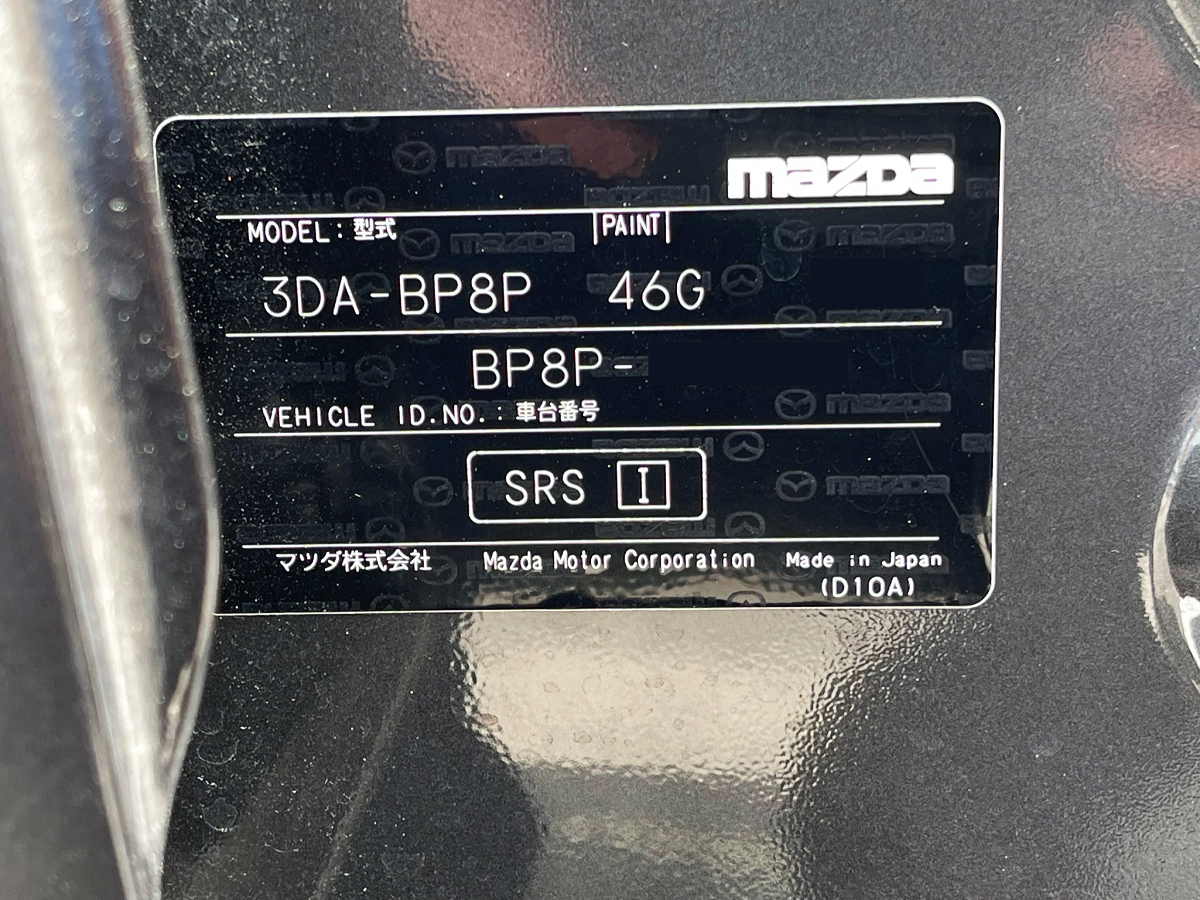 mazda
MODEL: 型式 PAINT
3DA-BP8P 46G
BP8P-
VEHICLE ID.NO.: 車台番号
SRS I
マツダ株式会社 Mazda Motor Corporation Made in Japan
(D10A)